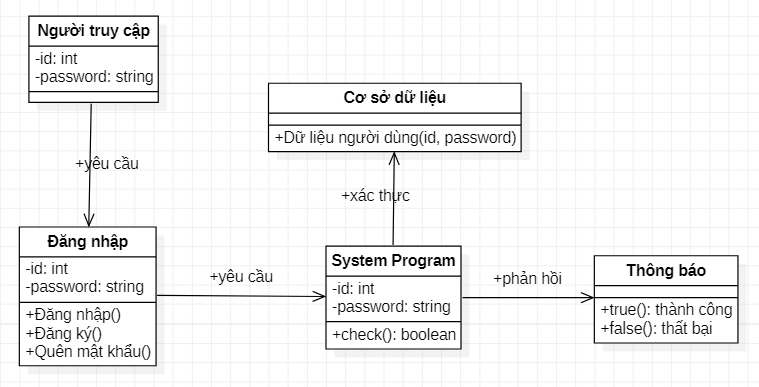 Người truy cập
-id: int
-password: string
+yêu cầu
Đăng nhập
-id: int
-password: string
+Đăng nhập()
+Đăng ký()
+Quên mật khẩu()
+yêu cầu
Cơ sở dữ liệu
+Dữ liệu người dùng(id, password)
+xác thực
System Program
-id: int
-password: string
+check(): boolean
+phản hồi
Thông báo
+true(): thành công
+false(): thất bại